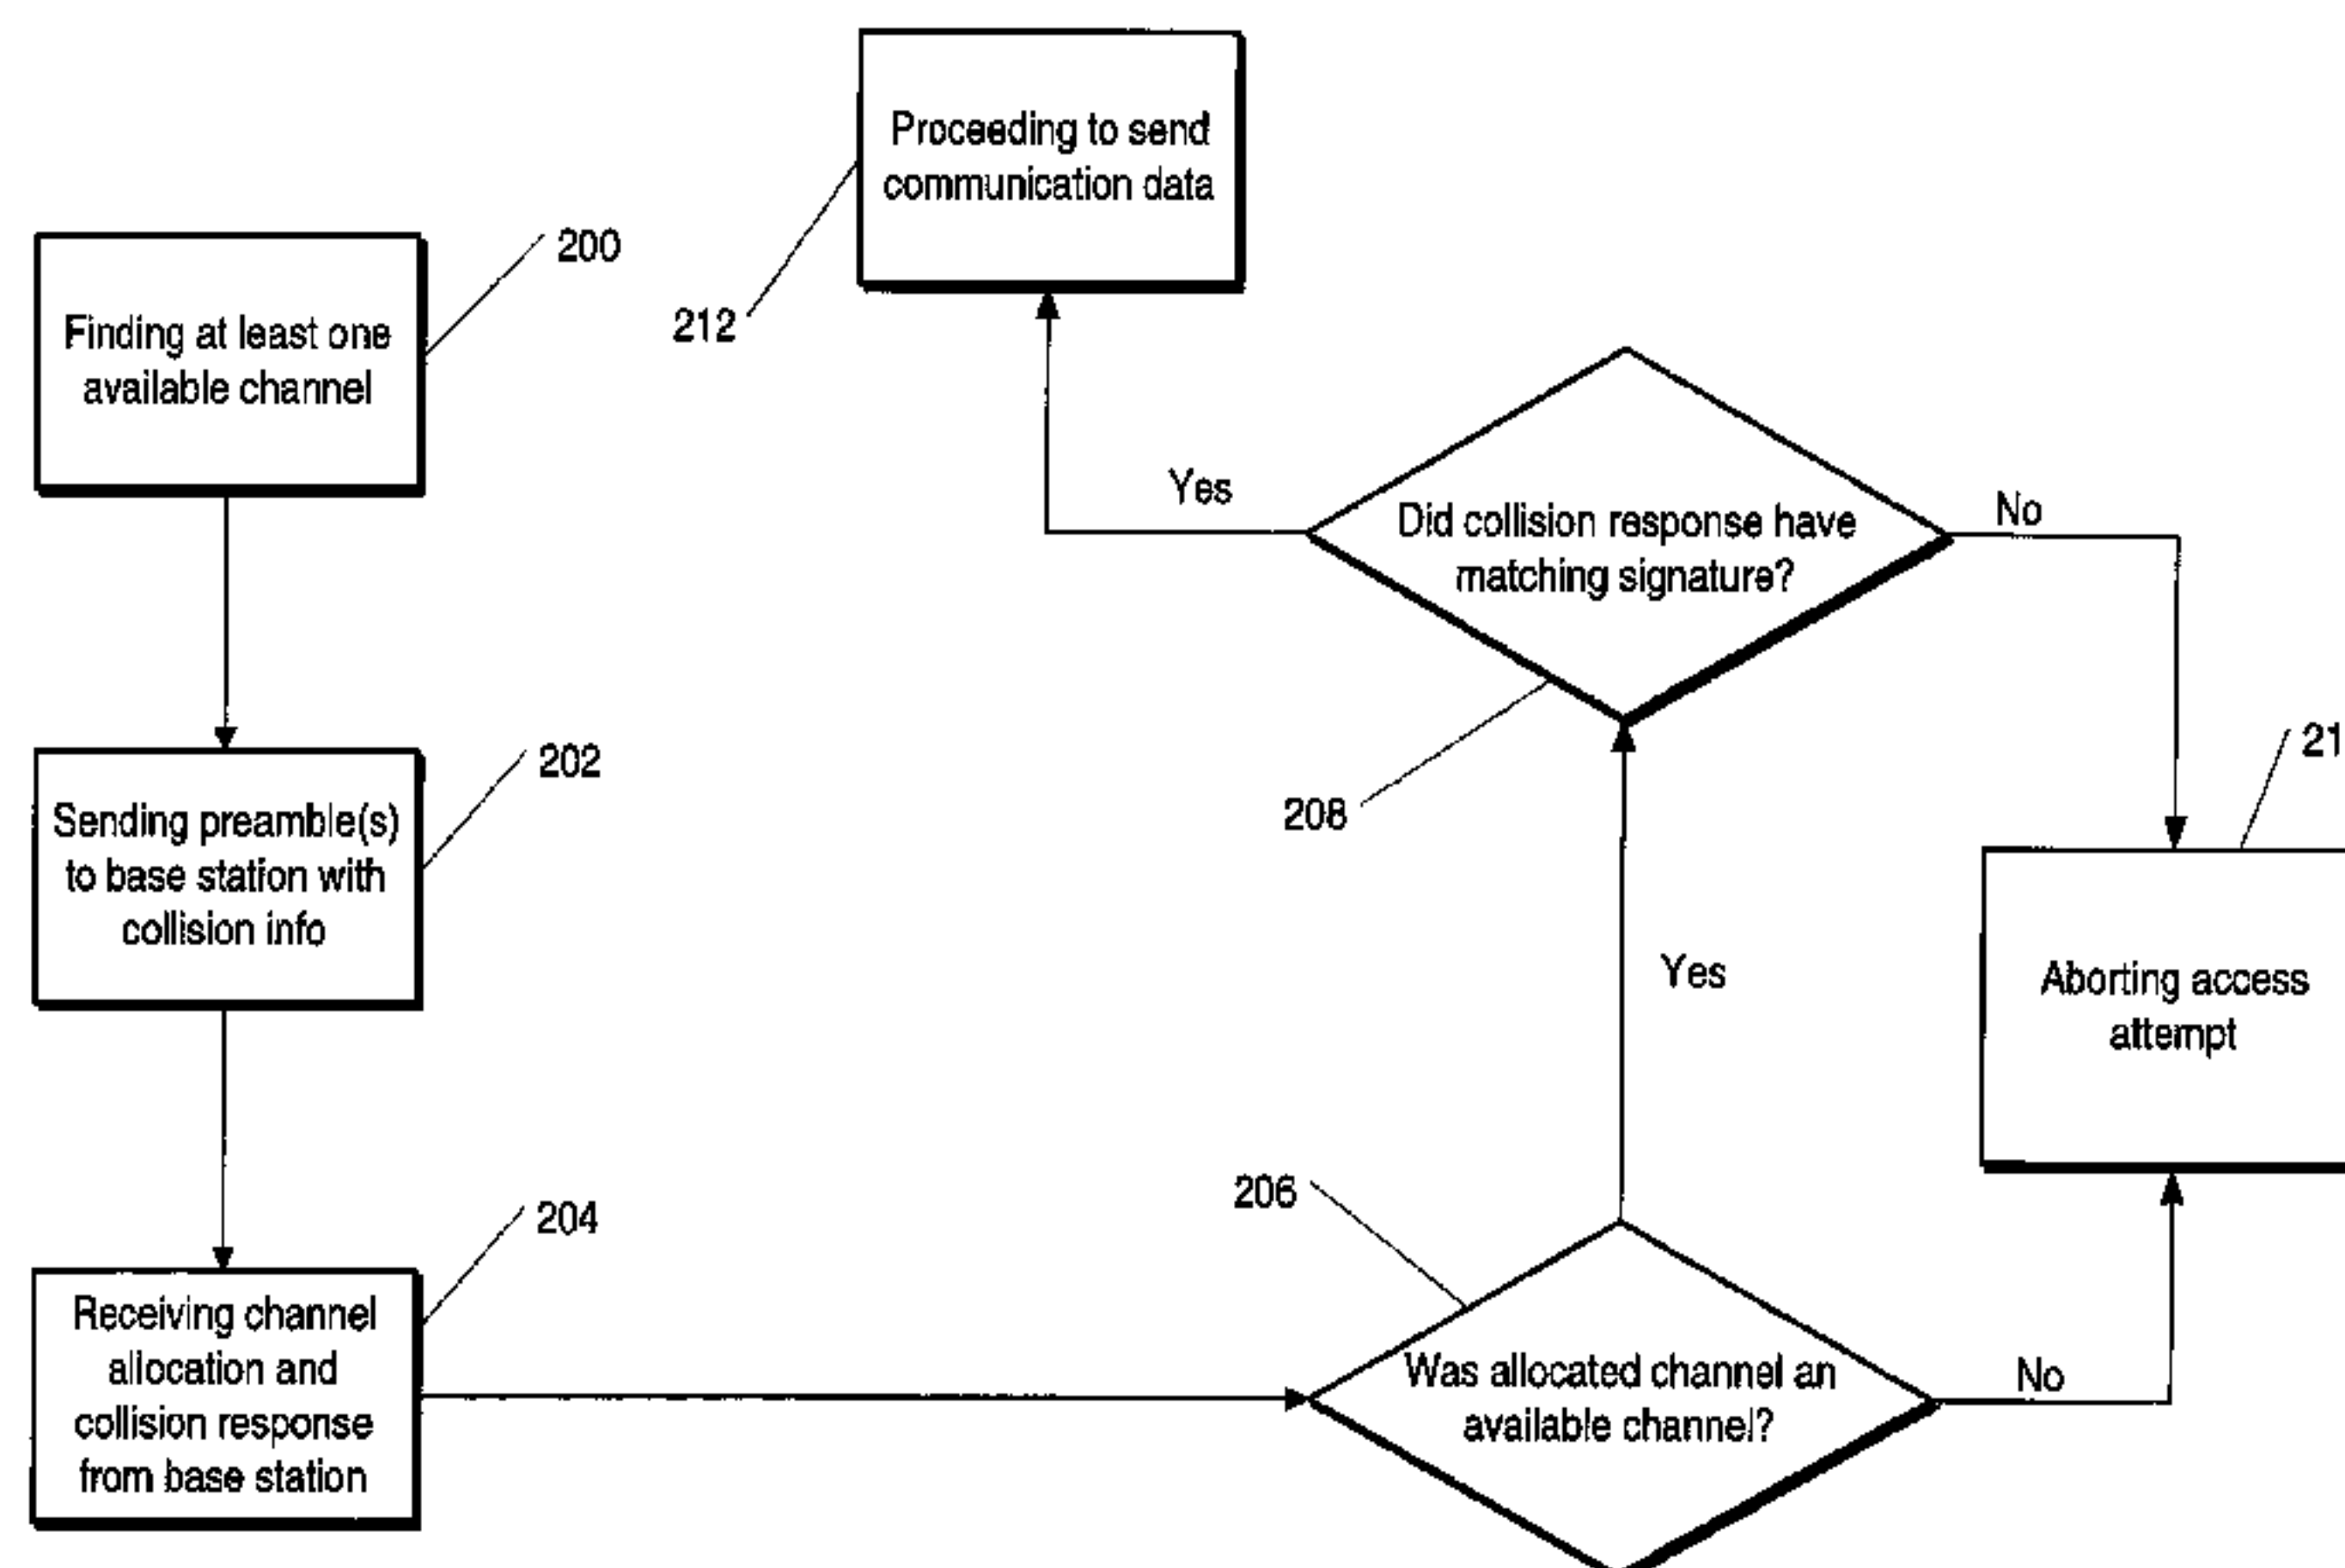 Finding at least one
available channel
200
Sending preamble(s)
to base station with
collision info
202
Receiving channel
allocation and
collision response
from base station
204
Was allocated channel an
available channel?
206
Yes
No
Did collision response have
matching signature?
208
Yes
No
Proceeding to send
communication data
212
Aborting access
attempt
21